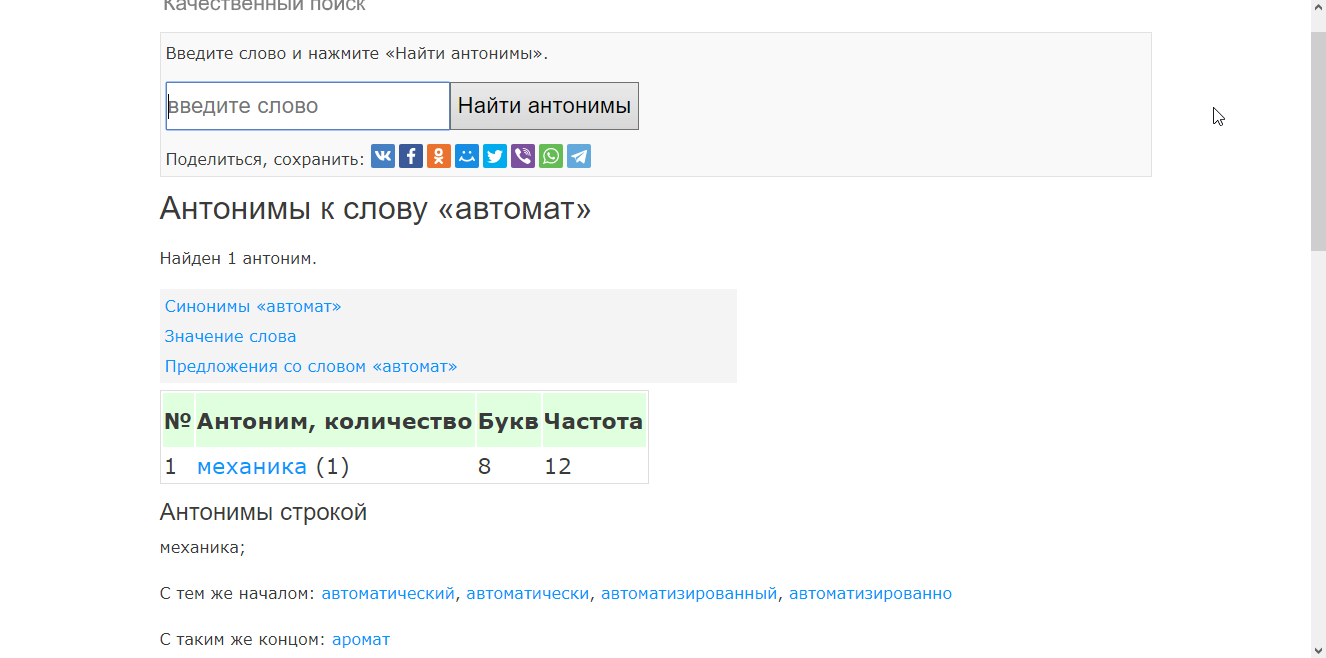 Качественный поиск
Введите слово и нажмите «Найти антонимы».
введите слово Найти антонимы
Поделиться, сохранить:
Антонимы к слову «автомат»
Найден 1 антоним.
Синонимы «автомат»
Значение слова
Предложения со словом «автомат»
№ Антоним, количество Букв Частота
1 механика (1) 8 12
Антонимы строкой
механика;
С тем же началом: автоматический, автоматически, автоматизированный, автоматизированно
С таким же концом: аромат